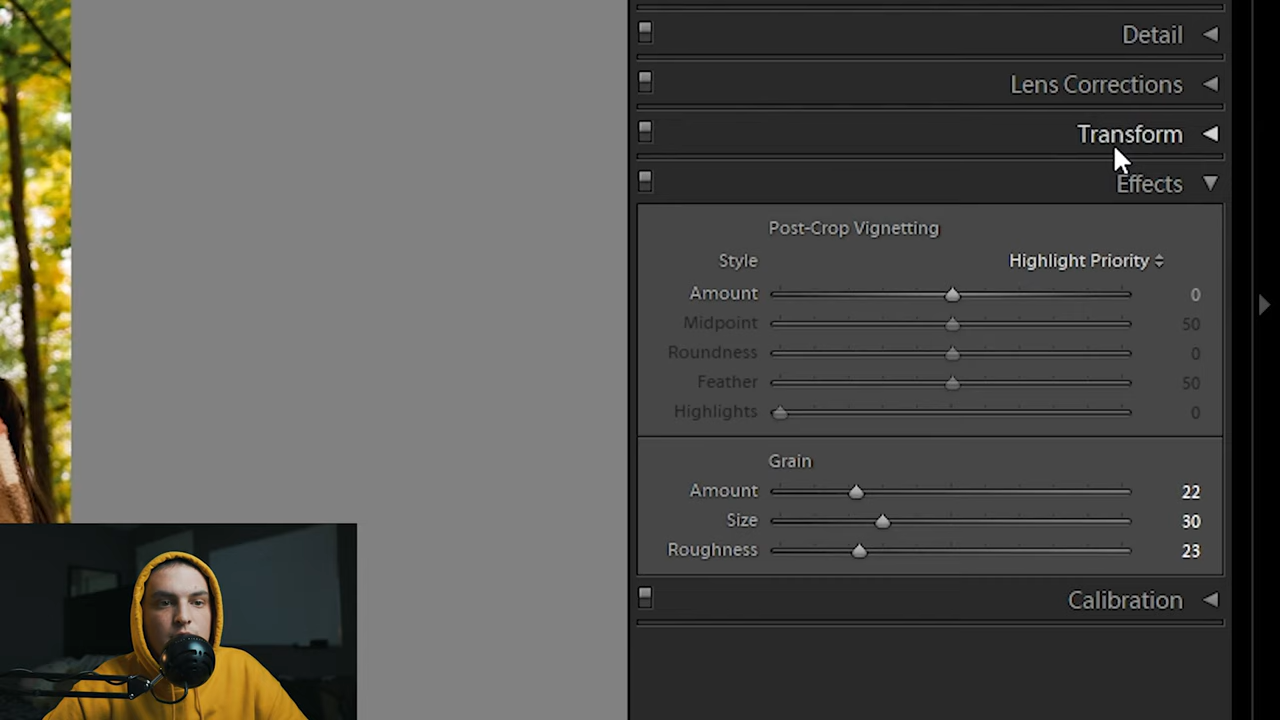 Detail
Lens Corrections
Transform
Effects
Post-Crop Vignetting
Style Highlight Priority
Amount 0
Midpoint 50
Roundness 0
Feather 50
Highlights 0
Grain
Amount 22
Size 30
Roughness 23
Calibration